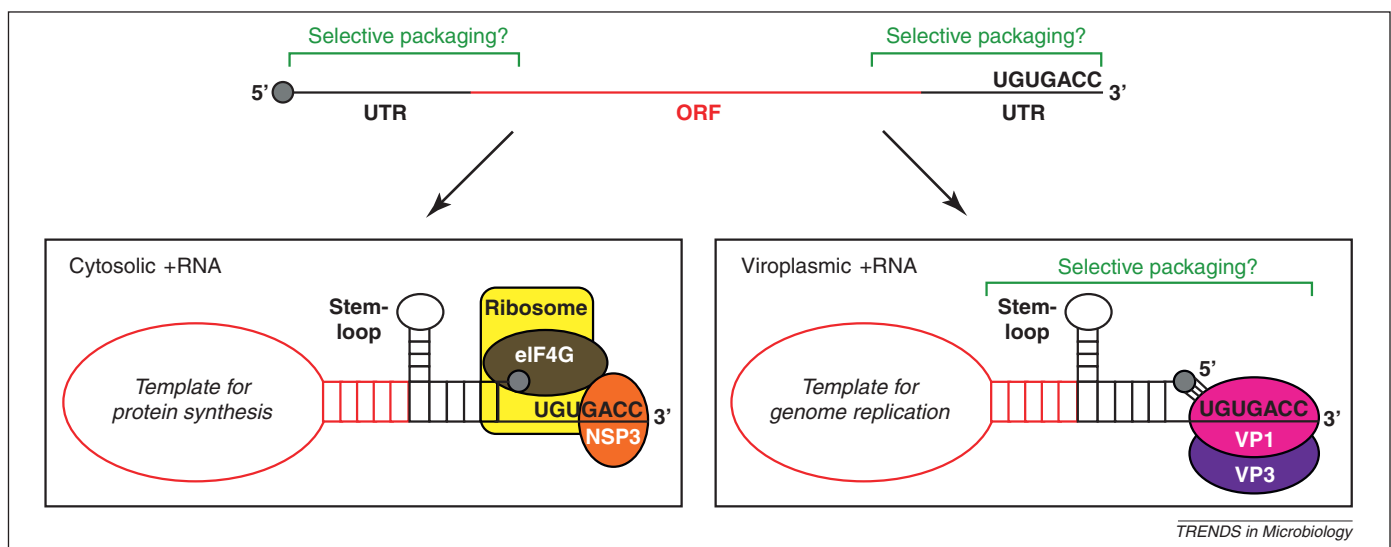 Selective packaging?
Selective packaging?
5’
UGUGACC
3’
UTR
ORF
UTR
Cytosolic +RNA
Stem-
loop
Ribosome
eIF4G
Template for
protein synthesis
UGUGACC
3’
NSP3
Viroplasmic +RNA
Selective packaging?
Stem-
loop
5’
Template for
genome replication
UGUGACC
3’
VP1
VP3
TRENDS in Microbiology